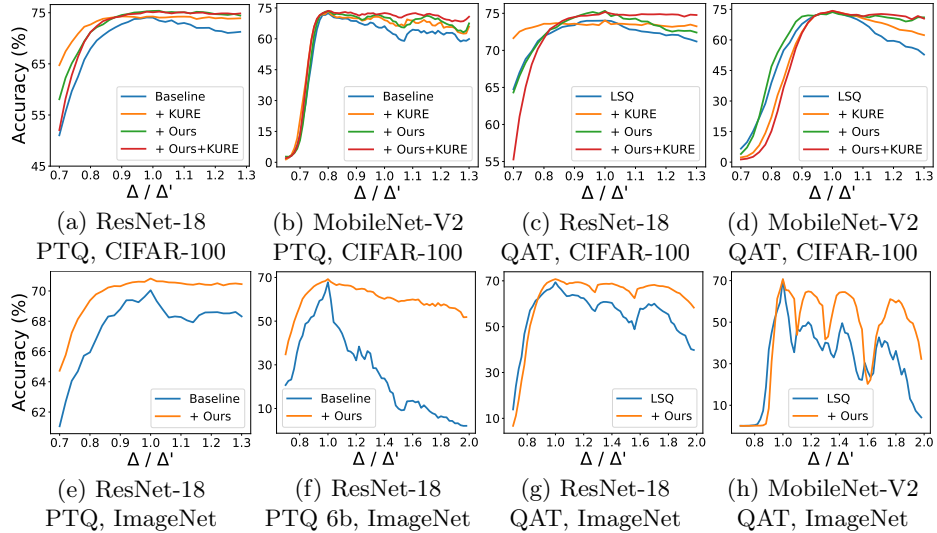 Accuracy (%)
75
65
55
45
0.7 0.8 0.9 1.0 1.1 1.2 1.3
Baseline
+ KURE
+ Ours
+ Ours+KURE
Δ / Δ'
(a) ResNet-18
PTQ, CIFAR-100
75
60
45
30
15
0
0.6 0.7 0.8 0.9 1.0 1.1 1.2 1.3
Baseline
+ KURE
+ Ours
+ Ours+KURE
Δ / Δ'
(b) MobileNet-V2
PTQ, CIFAR-100
75
70
65
60
55
0.7 0.8 0.9 1.0 1.1 1.2 1.3
LSQ
+ KURE
+ Ours
+ Ours+KURE
Δ / Δ'
(c) ResNet-18
QAT, CIFAR-100
75
60
45
30
15
0
0.7 0.8 0.9 1.0 1.1 1.2 1.3
LSQ
+ KURE
+ Ours
+ Ours+KURE
Δ / Δ'
(d) MobileNet-V2
QAT, CIFAR-100
Accuracy (%)
70
68
66
64
62
0.7 0.8 0.9 1.0 1.1 1.2 1.3
Baseline
+ Ours
Δ / Δ'
(e) ResNet-18
PTQ, ImageNet
70
50
30
10
0.8 1.0 1.2 1.4 1.6 1.8 2.0
Baseline
+ Ours
Δ / Δ'
(f) ResNet-18
PTQ 6b, ImageNet
70
50
30
10
0.8 1.0 1.2 1.4 1.6 1.8 2.0
LSQ
+ Ours
Δ / Δ'
(g) ResNet-18
QAT, ImageNet
70
50
30
10
0.8 1.0 1.2 1.4 1.6 1.8 2.0
LSQ
+ Ours
Δ / Δ'
(h) MobileNet-V2
QAT, ImageNet